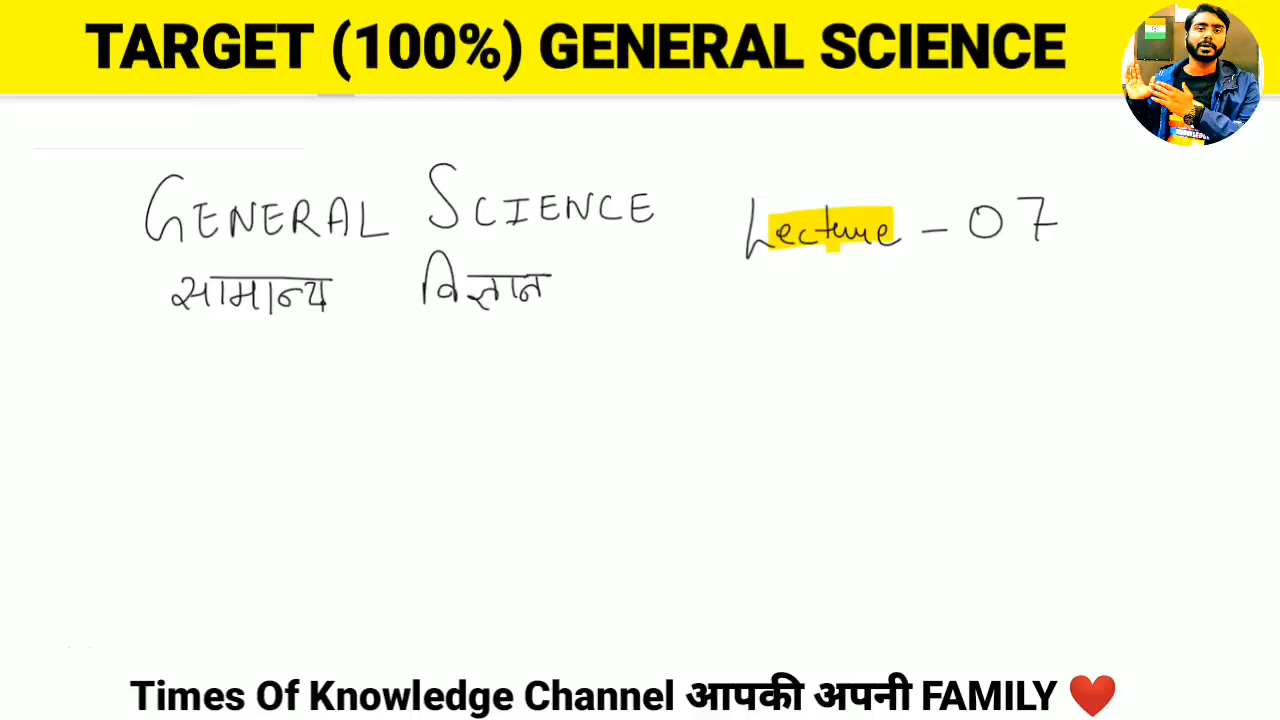 TARGET (100%) GENERAL SCIENCE
GENERAL SCIENCE Lecture - 07
सामान्य विज्ञान
Times Of Knowledge Channel आपकी अपनी FAMILY ❤️